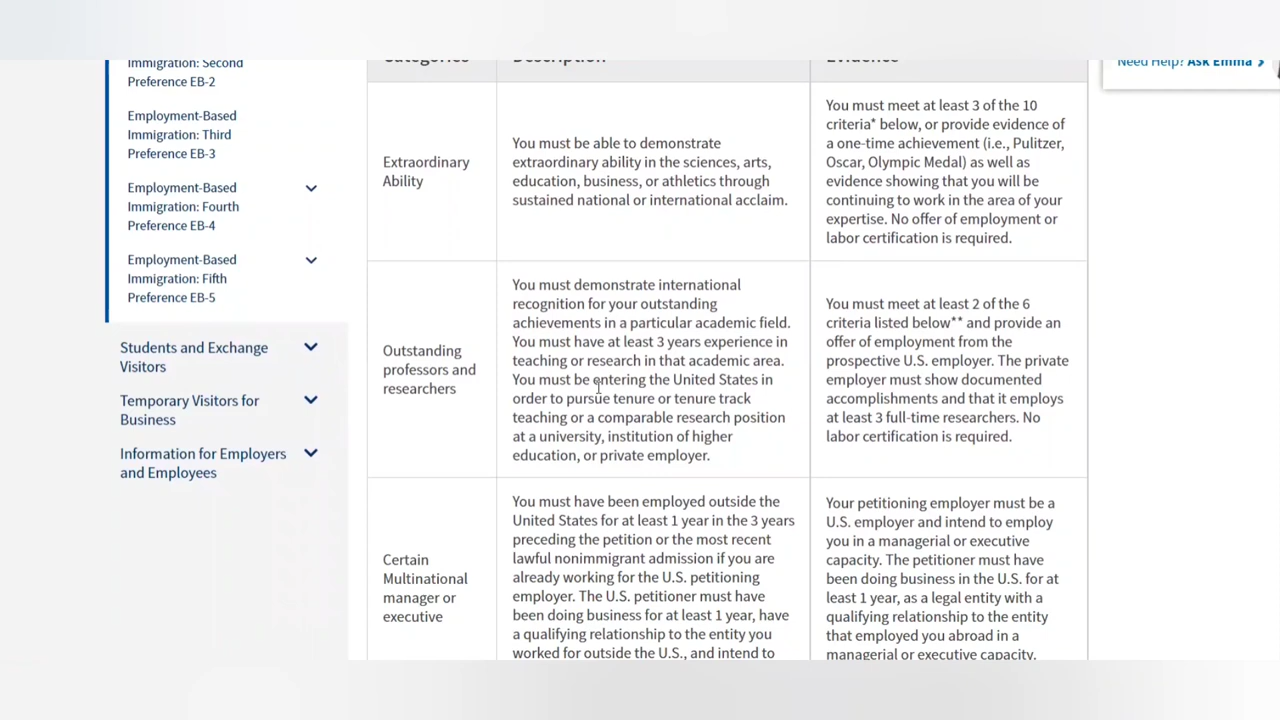 Immigration: Second
Preference EB-2
Employment-Based
Immigration: Third
Preference EB-3
Employment-Based
Immigration: Fourth
Preference EB-4
Employment-Based
Immigration: Fifth
Preference EB-5
Students and Exchange
Visitors
Temporary Visitors for
Business
Information for Employers
and Employees
Categories
Description
Evidence
Extraordinary
Ability
You must be able to demonstrate
extraordinary ability in the sciences, arts,
education, business, or athletics through
sustained national or international acclaim.
You must meet at least 3 of the 10
criteria* below, or provide evidence of
a one-time achievement (i.e., Pulitzer,
Oscar, Olympic Medal) as well as
evidence showing that you will be
continuing to work in the area of your
expertise. No offer of employment or
labor certification is required.
Outstanding
professors and
researchers
You must demonstrate international
recognition for your outstanding
achievements in a particular academic field.
You must have at least 3 years experience in
teaching or research in that academic area.
You must be entering the United States in
order to pursue tenure or tenure track
teaching or a comparable research position
at a university, institution of higher
education, or private employer.
You must meet at least 2 of the 6
criteria listed below** and provide an
offer of employment from the
prospective U.S. employer. The private
employer must show documented
accomplishments and that it employs
at least 3 full-time researchers. No
labor certification is required.
Certain
Multinational
manager or
executive
You must have been employed outside the
United States for at least 1 year in the 3 years
preceding the petition or the most recent
lawful nonimmigrant admission if you are
already working for the U.S. petitioning
employer. The U.S. petitioner must have
been doing business for at least 1 year, have
a qualifying relationship to the entity you
worked for outside the U.S., and intend to
Your petitioning employer must be a
U.S. employer and intend to employ
you in a managerial or executive
capacity. The petitioner must have
been doing business in the U.S. for at
least 1 year, as a legal entity with a
qualifying relationship to the entity
that employed you abroad in a
managerial or executive capacity.
Need Help? Ask Emma